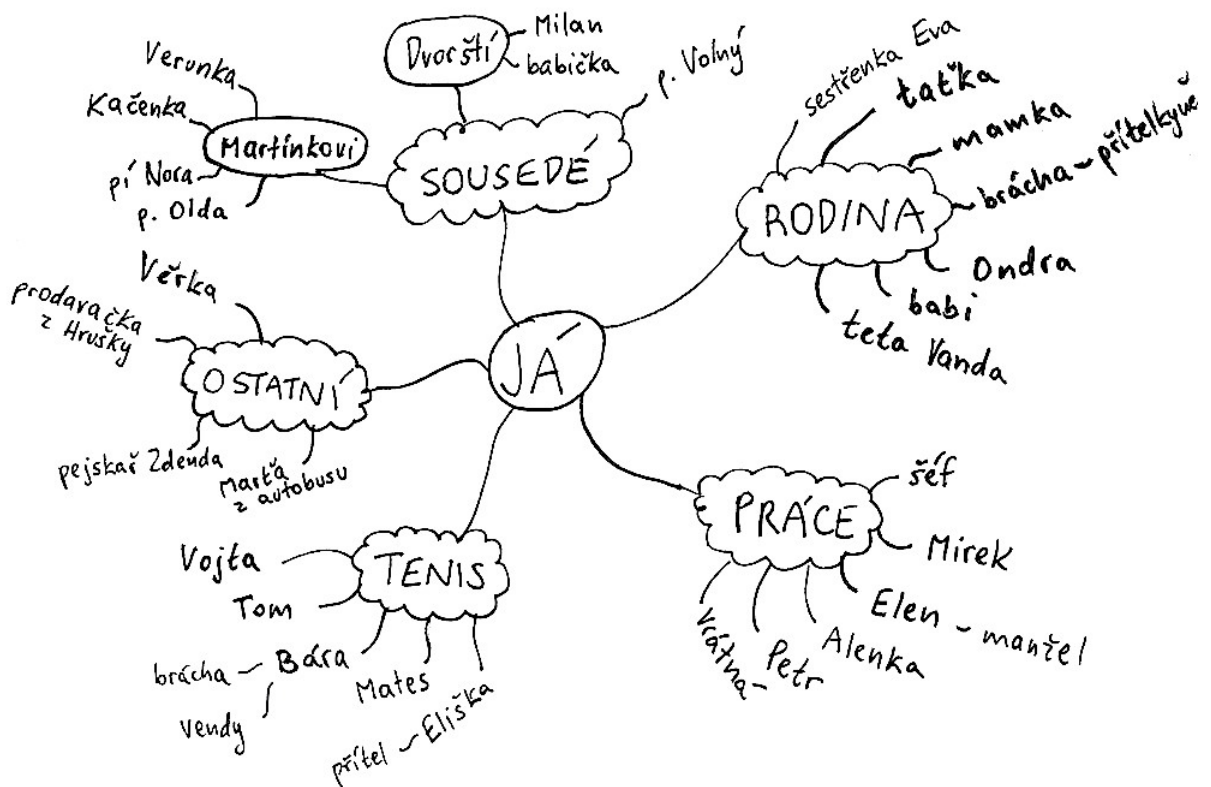 Dvorští
Milan
babička
p. Volný
Verunka
Kačenka
Martínkovi
pí Nora
p. Olda
SOUSEDÉ
sestřenka Eva
taťka
mamka
brácha – přítelkyně
RODINA
Ondra
babi
teta Vanda
Věrka
prodavačka
z Hrušky
OSTATNÍ
pejskař Zdenda
Marťa
z autobusu
JÁ
šéf
PRÁCE
Mirek
Elen – manžel
Alenka
Petr
vrátná –
Vojta
TENIS
Tom
brácha – Bára
Vendy
Mates
přítel – Eliška